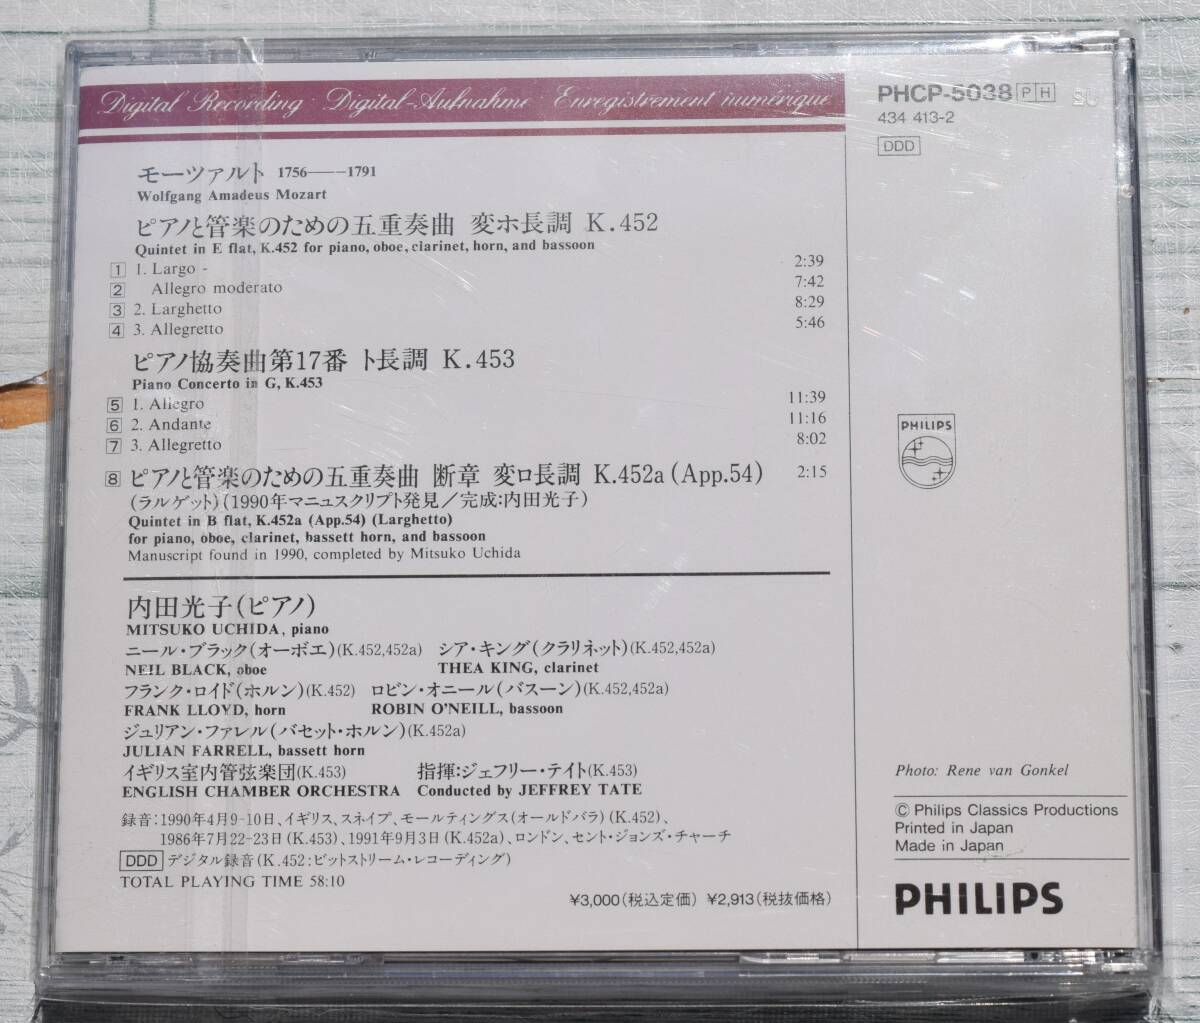 Digital Recording · Digital-Aufnahme · Enregistrement numérique
モーツァルト 1756——1791
Wolfgang Amadeus Mozart
ピアノと管楽のための五重奏曲 変ホ長調 K.452
Quintet in E flat, K.452 for piano, oboe, clarinet, horn, and bassoon
1 1. Largo - 2:39
2 Allegro moderato 7:42
3 2. Larghetto 8:29
4 3. Allegretto 5:46
ピアノ協奏曲第17番 ト長調 K.453
Piano Concerto in G, K.453
5 1. Allegro 11:39
6 2. Andante 11:16
7 3. Allegretto 8:02
8 ピアノと管楽のための五重奏曲 断章 変ロ長調 K.452a (App.54) 2:15
(ラルゲット) (1990年マニュスクリプト発見/完成:内田光子)
Quintet in B flat, K.452a (App.54) (Larghetto)
for piano, oboe, clarinet, bassett horn, and bassoon
Manuscript found in 1990, completed by Mitsuko Uchida
内田光子(ピアノ)
MITSUKO UCHIDA, piano
ニール・ブラック(オーボエ)(K.452,452a) シア・キング(クラリネット)(K.452,452a)
NEIL BLACK, oboe THEA KING, clarinet
フランク・ロイド(ホルン)(K.452) ロビン・オニール(バスーン)(K.452,452a)
FRANK LLOYD, horn ROBIN O'NEILL, bassoon
ジュリアン・ファレル(バセット・ホルン)(K.452a)
JULIAN FARRELL, bassett horn
イギリス室内管弦楽団(K.453) 指揮:ジェフリー・テイト(K.453)
ENGLISH CHAMBER ORCHESTRA Conducted by JEFFREY TATE
録音:1990年4月9-10日、イギリス、スネイプ、モールティングス(オールドバラ)(K.452)、
1986年7月22-23日(K.453)、1991年9月3日(K.452a)、ロンドン、セント・ジョンズ・チャーチ
DDD デジタル録音(K.452:ビットストリーム・レコーディング)
TOTAL PLAYING TIME 58:10
¥3,000(税込定価) ¥2,913(税抜価格)
PHCP-5038 P H
434 413-2
DDD
PHILIPS
Photo: Rene van Gonkel
© Philips Classics Productions
Printed in Japan
Made in Japan
PHILIPS